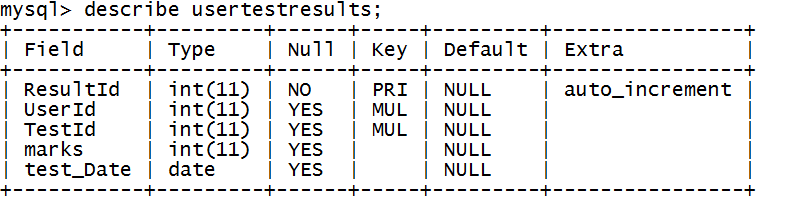 mysql> describe usertestresults;
+-----------+---------+------+-----+---------+----------------+
| Field     | Type    | Null | Key | Default | Extra          |
+-----------+---------+------+-----+---------+----------------+
| ResultId  | int(11) | NO   | PRI | NULL    | auto_increment |
| UserId    | int(11) | YES  | MUL | NULL    |                |
| TestId    | int(11) | YES  | MUL | NULL    |                |
| marks     | int(11) | YES  |     | NULL    |                |
| test_Date | date    | YES  |     | NULL    |                |
+-----------+---------+------+-----+---------+----------------+